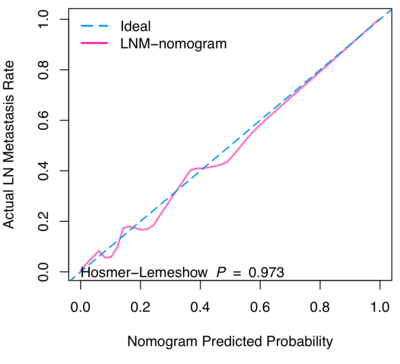 Ideal
LNM−nomogram
Actual LN Metastasis Rate
1.0
0.8
0.6
0.4
0.2
0.0
Hosmer−Lemeshow P = 0.973
0.0 0.2 0.4 0.6 0.8 1.0
Nomogram Predicted Probability